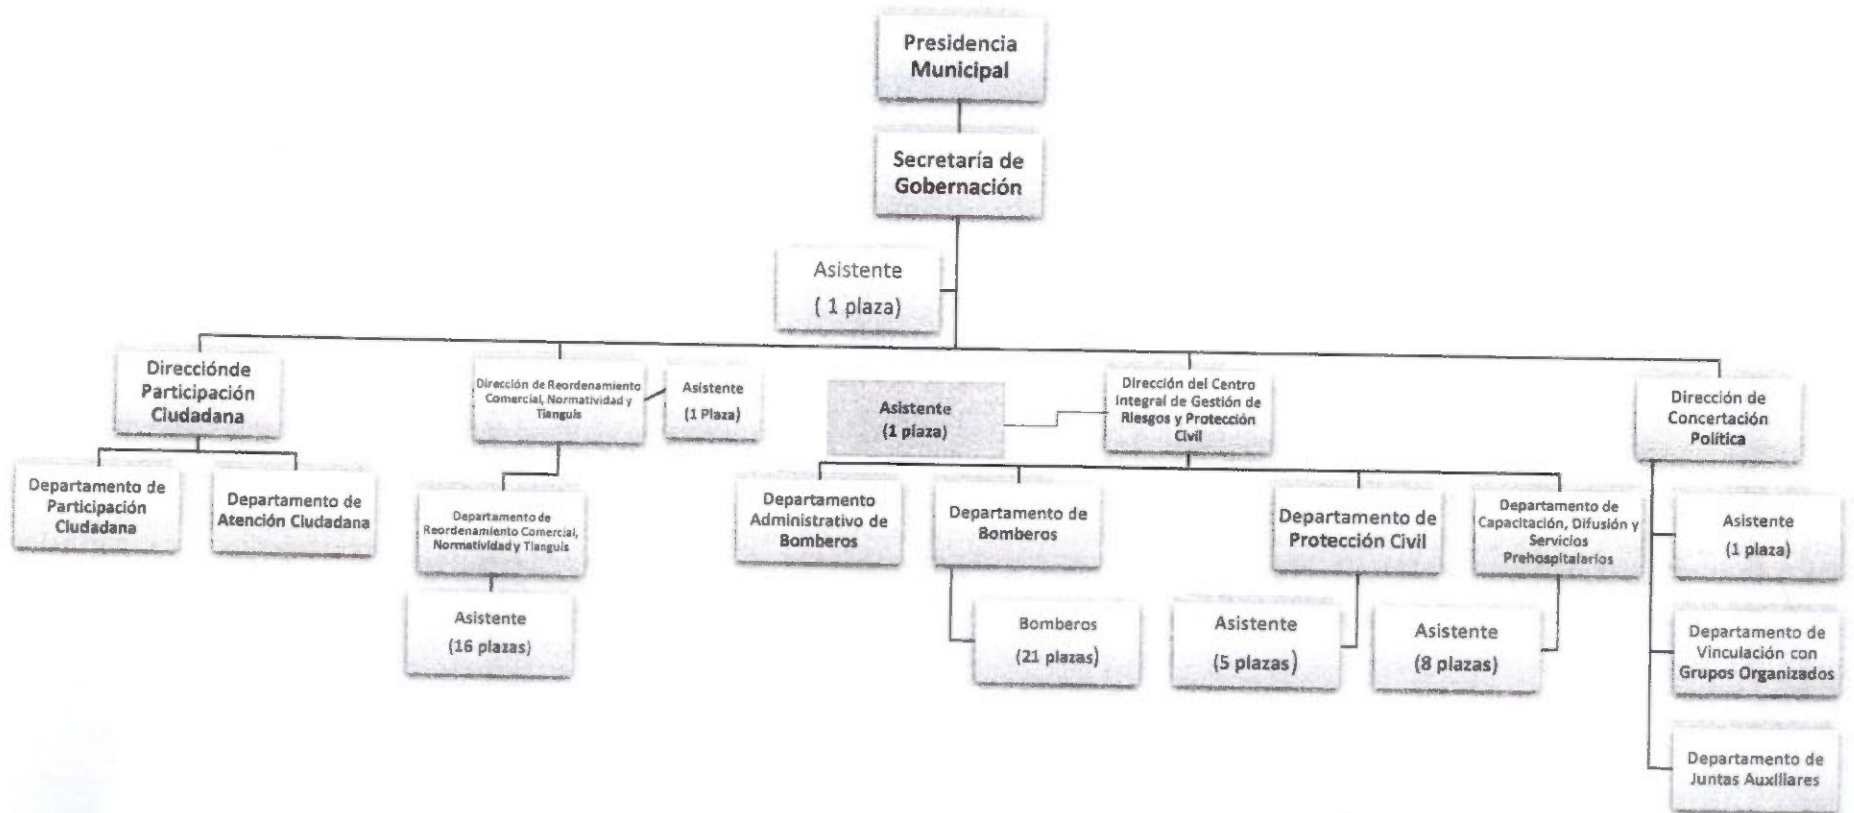 Presidencia
Municipal
Secretaría de
Gobernación
Asistente
( 1 plaza)
Direcciónde
Participación
Ciudadana
Dirección de Reordenamiento
Comercial, Normatividad y
Tianguis
Asistente
(1 Plaza)
Asistente
(1 plaza)
Dirección del Centro
Integral de Gestión de
Riesgos y Protección
Civil
Dirección de
Concertación
Política
Departamento de
Participación
Ciudadana
Departamento de
Atención Ciudadana
Departamento de
Reordenamiento Comercial,
Normatividad y Tianguis
Asistente
(16 plazas)
Departamento
Administrativo de
Bomberos
Departamento de
Bomberos
Departamento de
Protección Civil
Departamento de
Capacitación, Difusión y
Servicios
Prehospitalarios
Bomberos
(21 plazas)
Asistente
(5 plazas)
Asistente
(8 plazas)
Asistente
(1 plaza)
Departamento de
Vinculación con
Grupos Organizados
Departamento de
Juntas Auxiliares